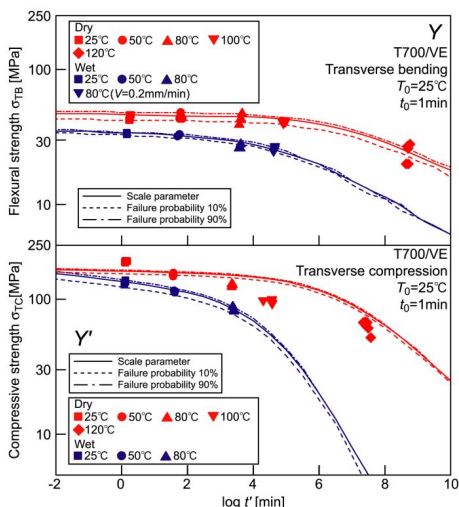 250
100
30
10
Flexural strength σTB [MPa]
Dry
25℃ 50℃ 80℃ 100℃
120℃
Wet
25℃ 50℃ 80℃
80℃(V=0.2mm/min)
Y
T700/VE
Transverse bending
T0=25℃
t0=1min
Scale parameter
Failure probability 10%
Failure probability 90%
250
100
30
10
Compressive strength σTC[MPa]
T700/VE
Transverse compression
T0=25℃
t0=1min
Y'
Scale parameter
Failure probability 10%
Failure probability 90%
Dry
25℃ 50℃ 80℃ 100℃
120℃
Wet
25℃ 50℃ 80℃
-2 0 2 4 6 8 10
log t' [min]